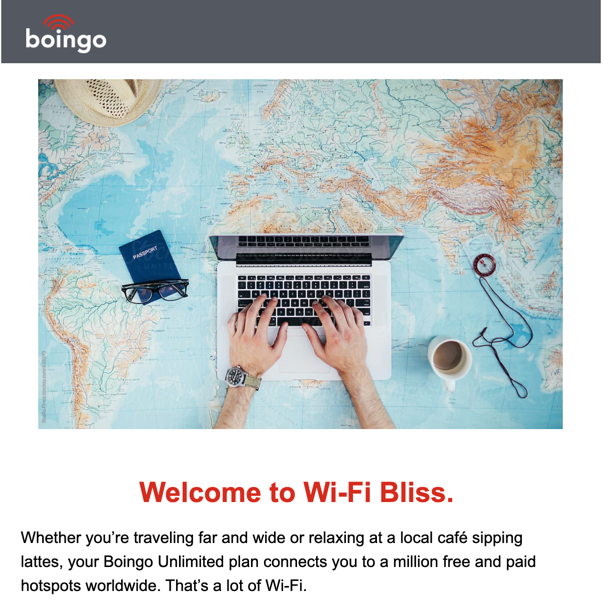 boingo
PASSPORT
Welcome to Wi-Fi Bliss.
Whether you’re traveling far and wide or relaxing at a local café sipping
lattes, your Boingo Unlimited plan connects you to a million free and paid
hotspots worldwide. That’s a lot of Wi-Fi.